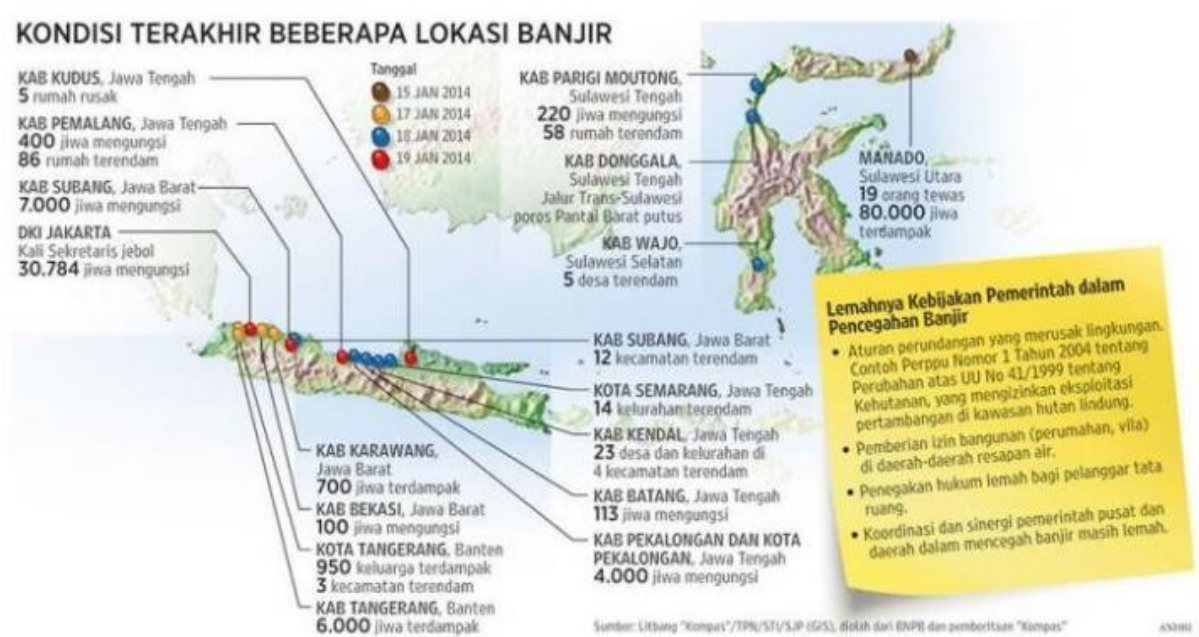 KONDISI TERAKHIR BEBERAPA LOKASI BANJIR
KAB KUDUS, Jawa Tengah
5 rumah rusak
KAB PEMALANG, Jawa Tengah
400 jiwa mengungsi
86 rumah terendam
KAB SUBANG, Jawa Barat
7.000 jiwa mengungsi
DKI JAKARTA
Kali Sekretaris jebol
30.784 jiwa mengungsi
Tanggal
15 JAN 2014
17 JAN 2014
18 JAN 2014
19 JAN 2014
KAB PARIGI MOUTONG,
Sulawesi Tengah
220 jiwa mengungsi
58 rumah terendam
KAB DONGGALA,
Sulawesi Tengah
Jalur Trans-Sulawesi
poros Pantai Barat putus
KAB WAJO,
Sulawesi Selatan
5 desa terendam
MANADO,
Sulawesi Utara
19 orang tewas
80.000 jiwa
terdampak
KAB SUBANG, Jawa Barat
12 kecamatan terendam
KOTA SEMARANG, Jawa Tengah
14 kelurahan terendam
KAB KENDAL, Jawa Tengah
23 desa dan kelurahan di
4 kecamatan terendam
KAB BATANG, Jawa Tengah
113 jiwa mengungsi
KAB PEKALONGAN DAN KOTA
PEKALONGAN, Jawa Tengah
4.000 jiwa mengungsi
KAB KARAWANG,
Jawa Barat
700 jiwa terdampak
KAB BEKASI, Jawa Barat
100 jiwa mengungsi
KOTA TANGERANG, Banten
950 keluarga terdampak
3 kecamatan terendam
KAB TANGERANG, Banten
6.000 jiwa terdampak
Lemahnya Kebijakan Pemerintah dalam
Pencegahan Banjir
• Aturan perundangan yang merusak lingkungan.
Contoh Perppu Nomor 1 Tahun 2004 tentang
Perubahan atas UU No 41/1999 tentang
Kehutanan, yang mengizinkan eksploitasi
pertambangan di kawasan hutan lindung.
• Pemberian izin bangunan (perumahan, vila)
di daerah-daerah resapan air.
• Penegakan hukum lemah bagi pelanggar tata
ruang.
• Koordinasi dan sinergi pemerintah pusat dan
daerah dalam mencegah banjir masih lemah.
Sumber: Litbang "Kompas"/TPN/STI/SJP (GIS), diolah dari BNPB dan pemberitaan "Kompas"